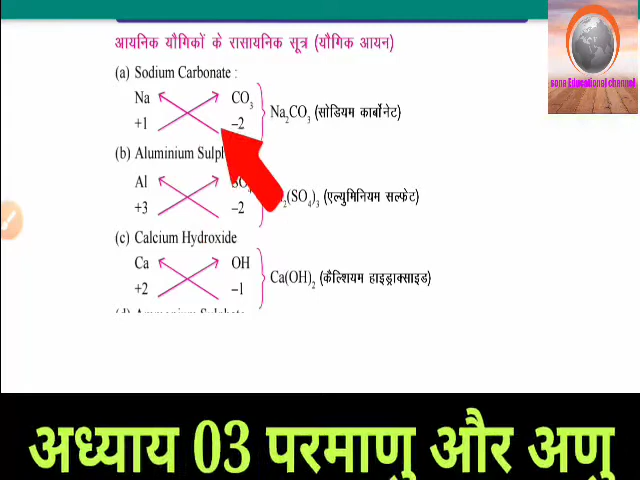 आयनिक यौगिकों के रासायनिक सूत्र (यौगिक आयन)
sona Educational channel
(a) Sodium Carbonate :
Na CO₃
+1 –2
Na₂CO₃ (सोडियम कार्बोनेट)
(b) Aluminium
Al
+3 –2
(SO₄)₃ (एल्युमिनियम सल्फेट)
(c) Calcium Hydroxide
Ca OH
+2 –1
Ca(OH)₂ (कैल्शियम हाइड्राक्साइड)
अध्याय 03 परमाणु और अणु